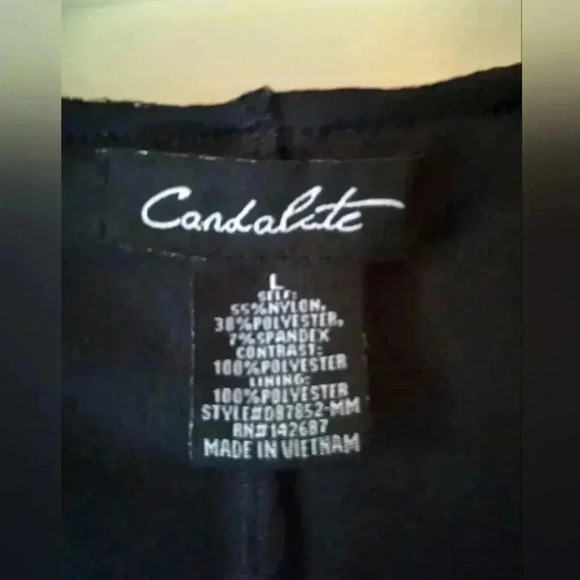 Candalite
L
SELF:
55%NYLON,
38%POLYESTER,
7%SPANDEX
CONTRAST:
100%POLYESTER
LINING:
100%POLYESTER
STYLE#D87852-MM
RN#142687
MADE IN VIETNAM